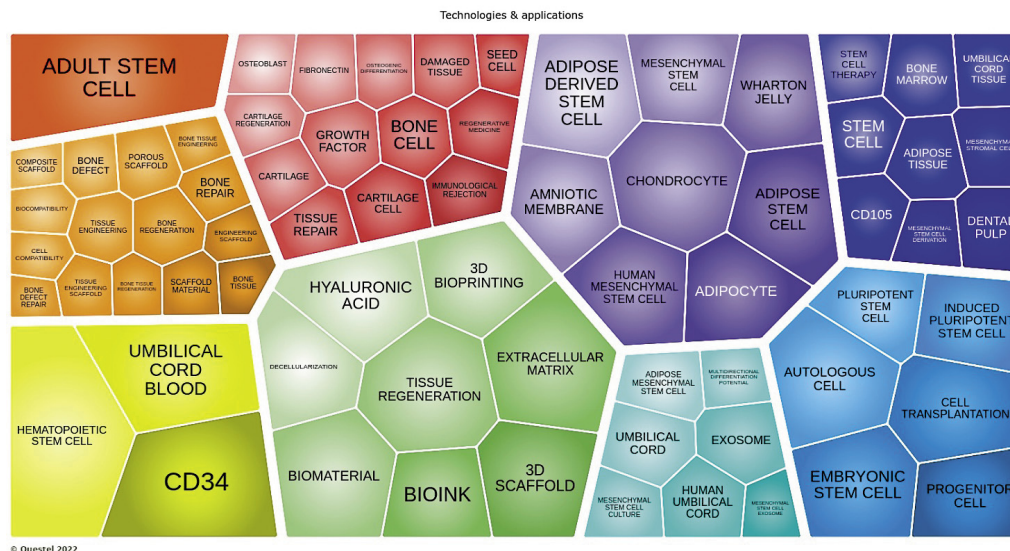 Technologies & applications
ADULT STEM
CELL
COMPOSITE
SCAFFOLD
BONE
DEFECT
POROUS
SCAFFOLD
BONE TISSUE
ENGINEERING
BONE
REPAIR
BIOCOMPATIBILITY
TISSUE
ENGINEERING
BONE
REGENERATION
ENGINEERING
SCAFFOLD
CELL
COMPATIBILITY
BONE
DEFECT
REPAIR
TISSUE
ENGINEERING
SCAFFOLD
BONE TISSUE
REGENERATION
SCAFFOLD
MATERIAL
BONE
TISSUE
OSTEOBLAST
FIBRONECTIN
OSTEOGENIC
DIFFERENTIATION
DAMAGED
TISSUE
SEED
CELL
CARTILAGE
REGENERATION
GROWTH
FACTOR
BONE
CELL
REGENERATIVE
MEDICINE
CARTILAGE
TISSUE
REPAIR
CARTILAGE
CELL
IMMUNOLOGICAL
REJECTION
ADIPOSE
DERIVED
STEM
CELL
MESENCHYMAL
STEM
CELL
WHARTON
JELLY
CHONDROCYTE
AMNIOTIC
MEMBRANE
ADIPOSE
STEM
CELL
HUMAN
MESENCHYMAL
STEM CELL
ADIPOCYTE
STEM
CELL
THERAPY
BONE
MARROW
UMBILICAL
CORD
TISSUE
STEM
CELL
ADIPOSE
TISSUE
MESENCHYMAL
STROMAL CELL
CD105
MESENCHYMAL
STEM CELL
DERIVATION
DENTAL
PULP
HEMATOPOIETIC
STEM CELL
UMBILICAL
CORD
BLOOD
CD34
HYALURONIC
ACID
3D
BIOPRINTING
DECELLULARIZATION
TISSUE
REGENERATION
EXTRACELLULAR
MATRIX
BIOMATERIAL
BIOINK
3D
SCAFFOLD
ADIPOSE
MESENCHYMAL
STEM CELL
MULTIDIRECTIONAL
DIFFERENTIATION
POTENTIAL
UMBILICAL
CORD
EXOSOME
MESENCHYMAL
STEM CELL
CULTURE
HUMAN
UMBILICAL
CORD
MESENCHYMAL
STEM CELL
EXOSOME
PLURIPOTENT
STEM
CELL
INDUCED
PLURIPOTENT
STEM CELL
AUTOLOGOUS
CELL
CELL
TRANSPLANTATION
EMBRYONIC
STEM CELL
PROGENITOR
CELL
© Questel 2022